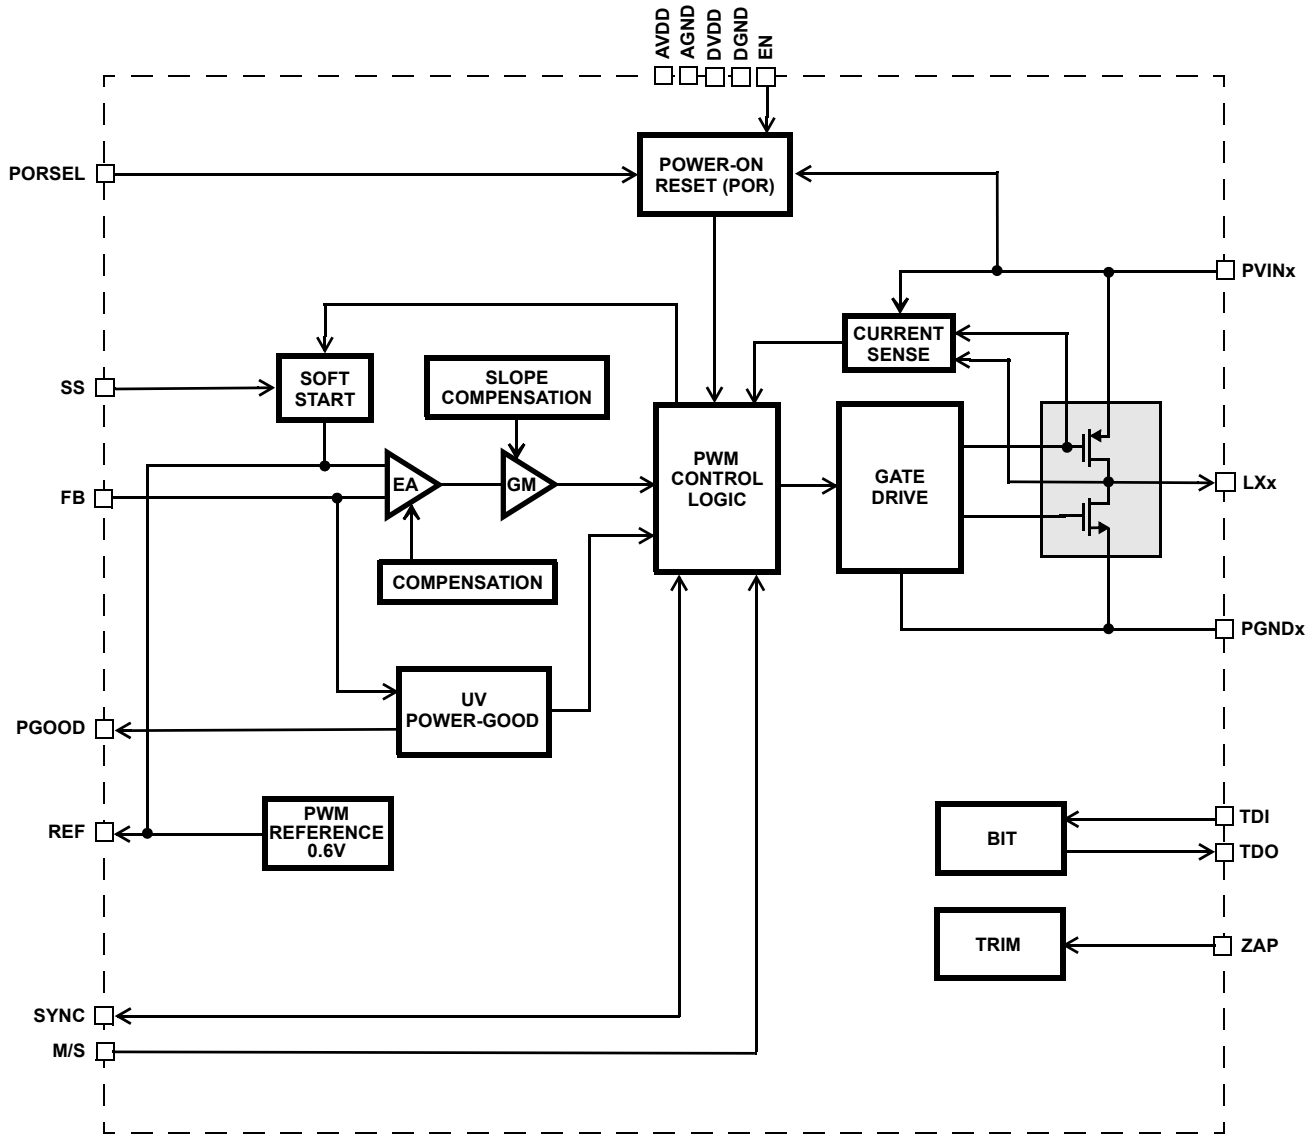 AVDD
AGND
DVDD
DGND
EN
PORSEL
POWER-ON
RESET (POR)
PVINx
CURRENT
SENSE
SS
SOFT
START
SLOPE
COMPENSATION
FB
EA
GM
PWM
CONTROL
LOGIC
GATE
DRIVE
LXx
COMPENSATION
PGNDx
UV
POWER-GOOD
PGOOD
REF
PWM
REFERENCE
0.6V
BIT
TDI
TDO
TRIM
ZAP
SYNC
M/S